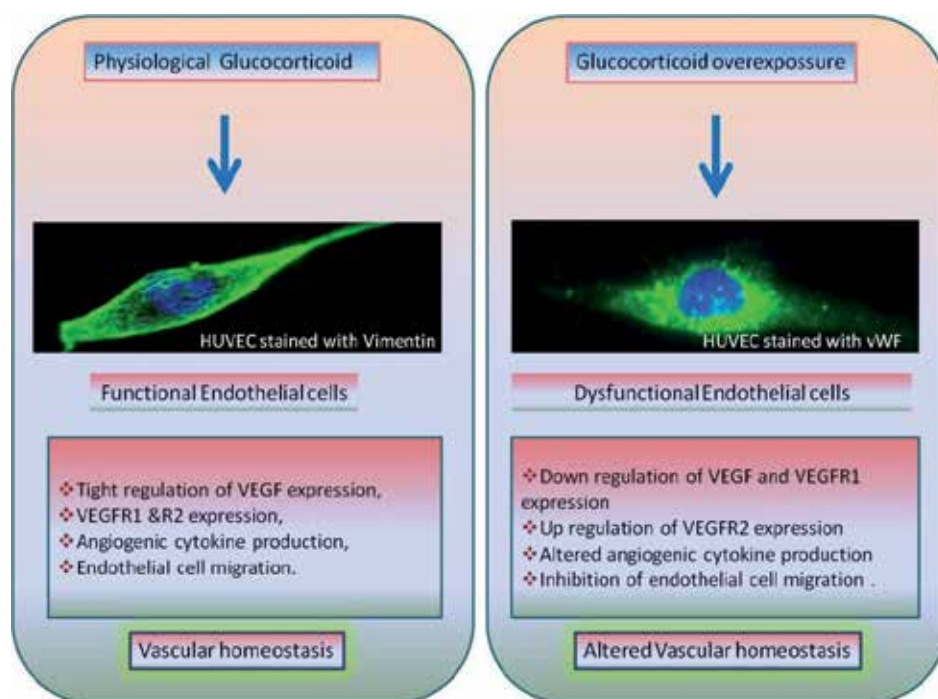 Physiological Glucocorticoid
HUVEC stained with Vimentin
Functional Endothelial cells
❖Tight regulation of VEGF expression,
❖VEGFR1 &R2 expression,
❖Angiogenic cytokine production,
❖Endothelial cell migration.
Vascular homeostasis
Glucocorticoid overexpossure
HUVEC stained with vWF
Dysfunctional Endothelial cells
❖Down regulation of VEGF and VEGFR1
expression
❖Up regulation of VEGFR2 expression
❖Altered angiogenic cytokine production
❖Inhibition of endothelial cell migration .
Altered Vascular homeostasis